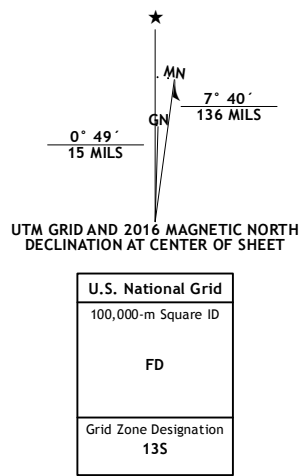 ★
MN
7° 40´
136 MILS
GN
0° 49´
15 MILS
UTM GRID AND 2016 MAGNETIC NORTH
DECLINATION AT CENTER OF SHEET
U.S. National Grid
100,000-m Square ID
FD
Grid Zone Designation
13S